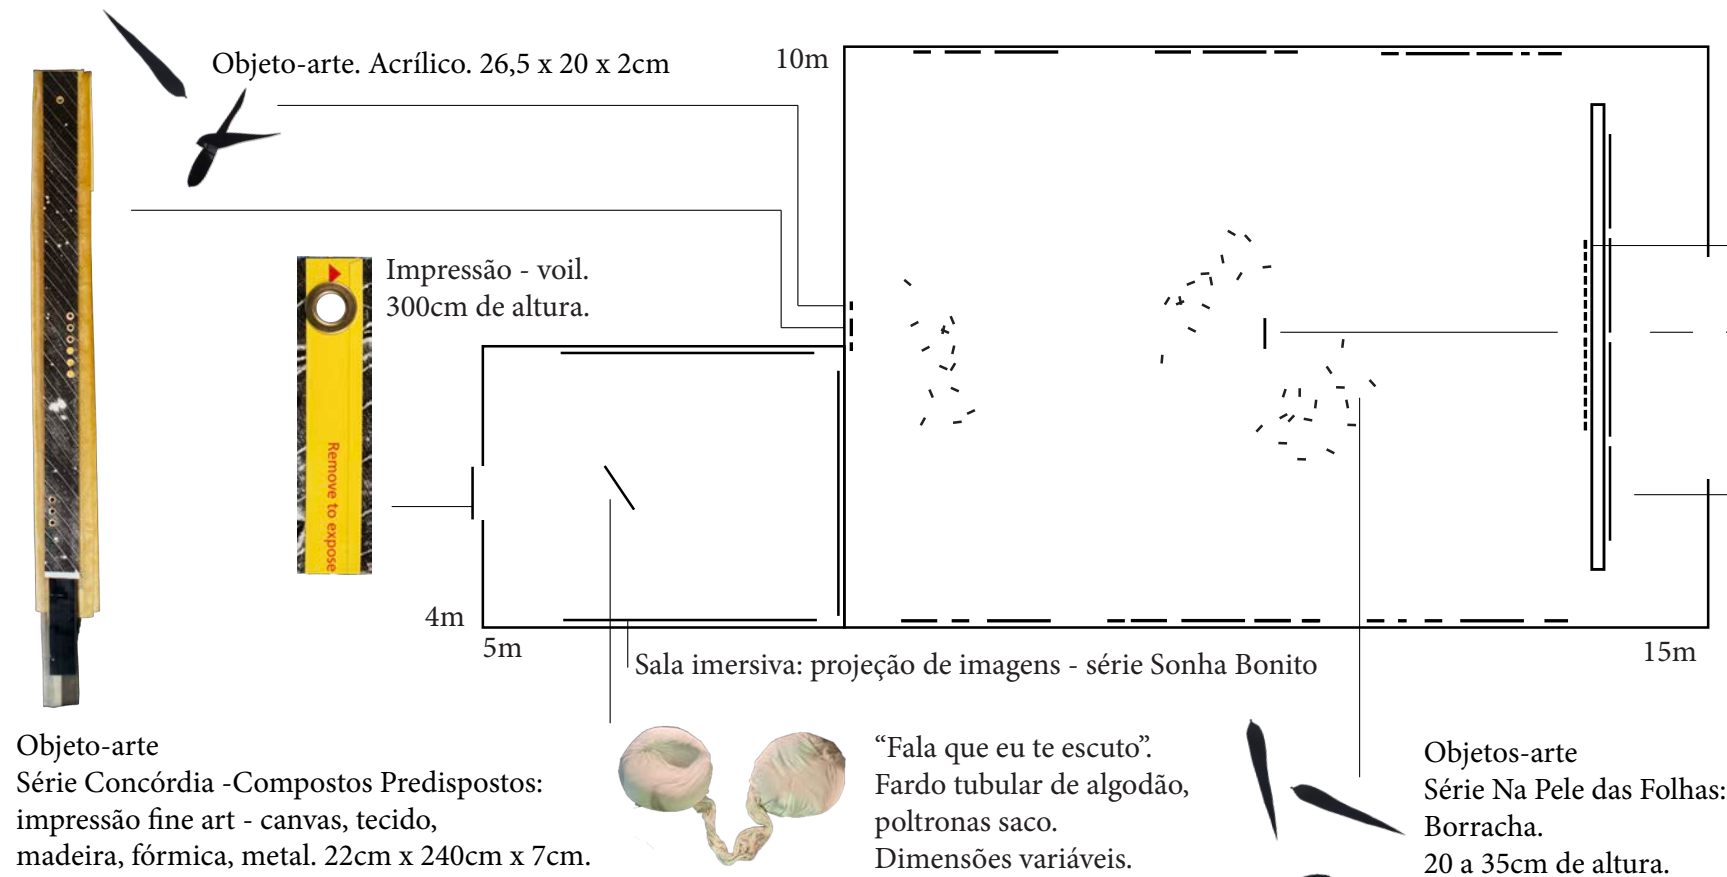 Objeto-arte. Acrílico. 26,5 x 20 x 2cm
10m
Impressão - voil.
300cm de altura.
Remove to expose
4m
5m
15m
Sala imersiva: projeção de imagens - série Sonha Bonito
Objeto-arte
Série Concórdia -Compostos Predispostos:
impressão fine art - canvas, tecido,
madeira, fórmica, metal. 22cm x 240cm x 7cm.
“Fala que eu te escuto”.
Fardo tubular de algodão,
poltronas saco.
Dimensões variáveis.
Objetos-arte
Série Na Pele das Folhas:
Borracha.
20 a 35cm de altura.